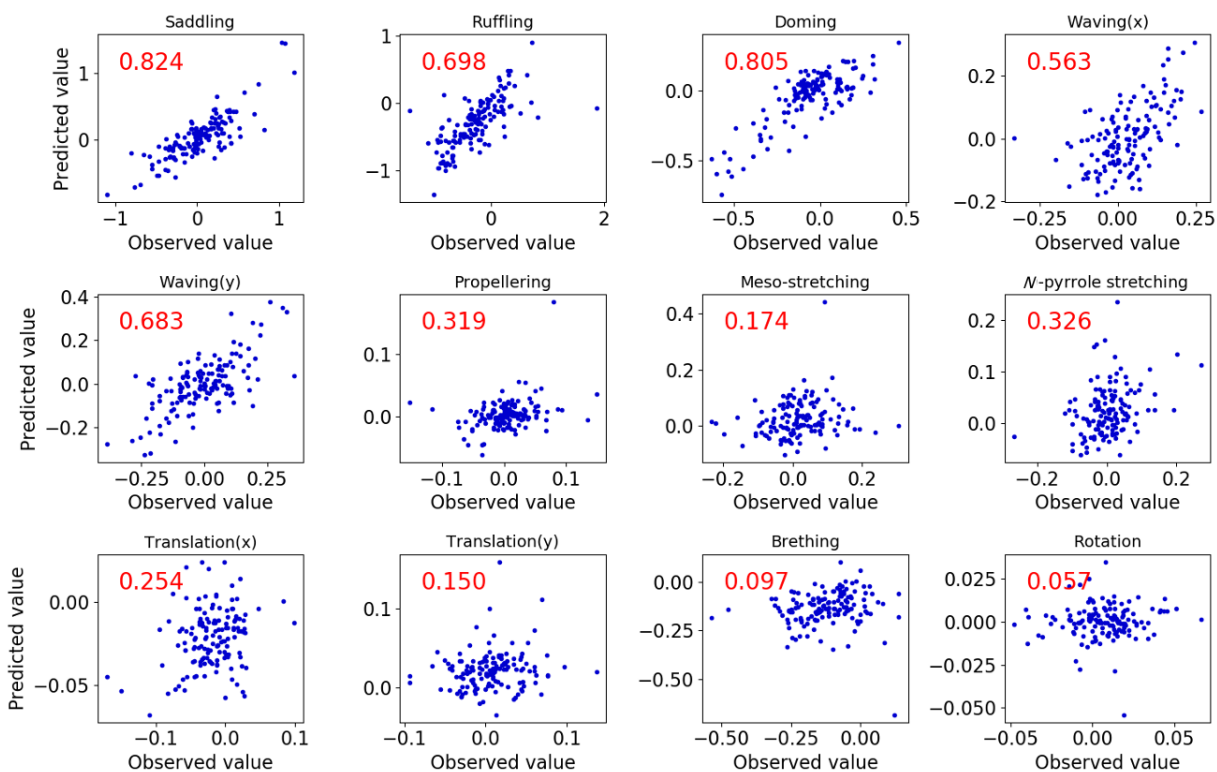 Saddling Ruffling Doming Waving(x)
0.824 0.698 0.805 0.563
Predicted value
1 0
1 0 −1
0.0 −0.5
0.2 0.0 −0.2
−1 0 1
0 2
−0.5 0.0 0.5
−0.25 0.00 0.25
Observed value Observed value Observed value Observed value
Waving(y) Propellering Meso-stretching N-pyrrole stretching
0.683 0.319 0.174 0.326
Predicted value
0.4 0.2 0.0 −0.2
0.1 0.0
0.4 0.2 0.0
0.2 0.1 0.0
−0.25 0.00 0.25
−0.1 0.0 0.1
−0.2 0.0 0.2
−0.2 0.0 0.2
Observed value Observed value Observed value Observed value
Translation(x) Translation(y) Brething Rotation
0.254 0.150 0.097 0.057
Predicted value
0.00 −0.05
0.1 0.0
0.00 −0.25 −0.50
0.025 0.000 −0.025 −0.050
−0.1 0.0 0.1
−0.1 0.0 0.1
−0.50 −0.25 0.00
−0.05 0.00 0.05
Observed value Observed value Observed value Observed value